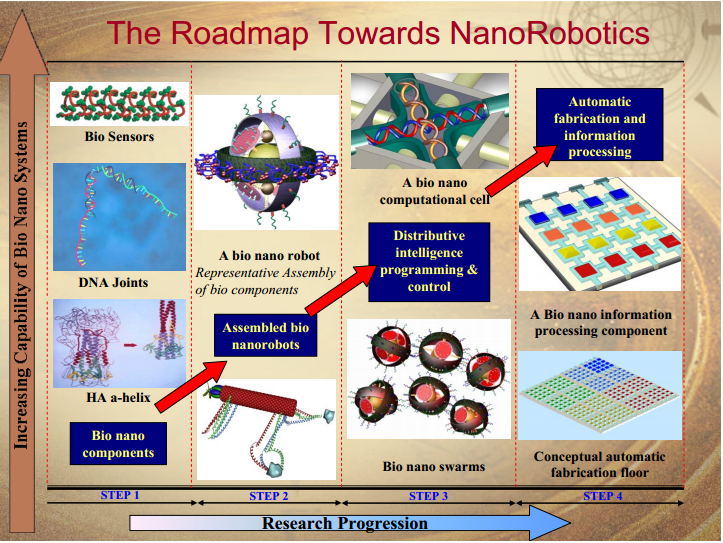 The Roadmap Towards NanoRobotics
Increasing Capability of Bio Nano Systems
Bio Sensors
DNA Joints
HA a-helix
Bio nano
components
A bio nano robot
Representative Assembly
of bio components
Assembled bio
nanorobots
A bio nano
computational cell
Distributive
intelligence
programming &
control
Bio nano swarms
Automatic
fabrication and
information
processing
A Bio nano information
processing component
Conceptual automatic
fabrication floor
STEP 1
STEP 2
STEP 3
STEP 4
Research Progression